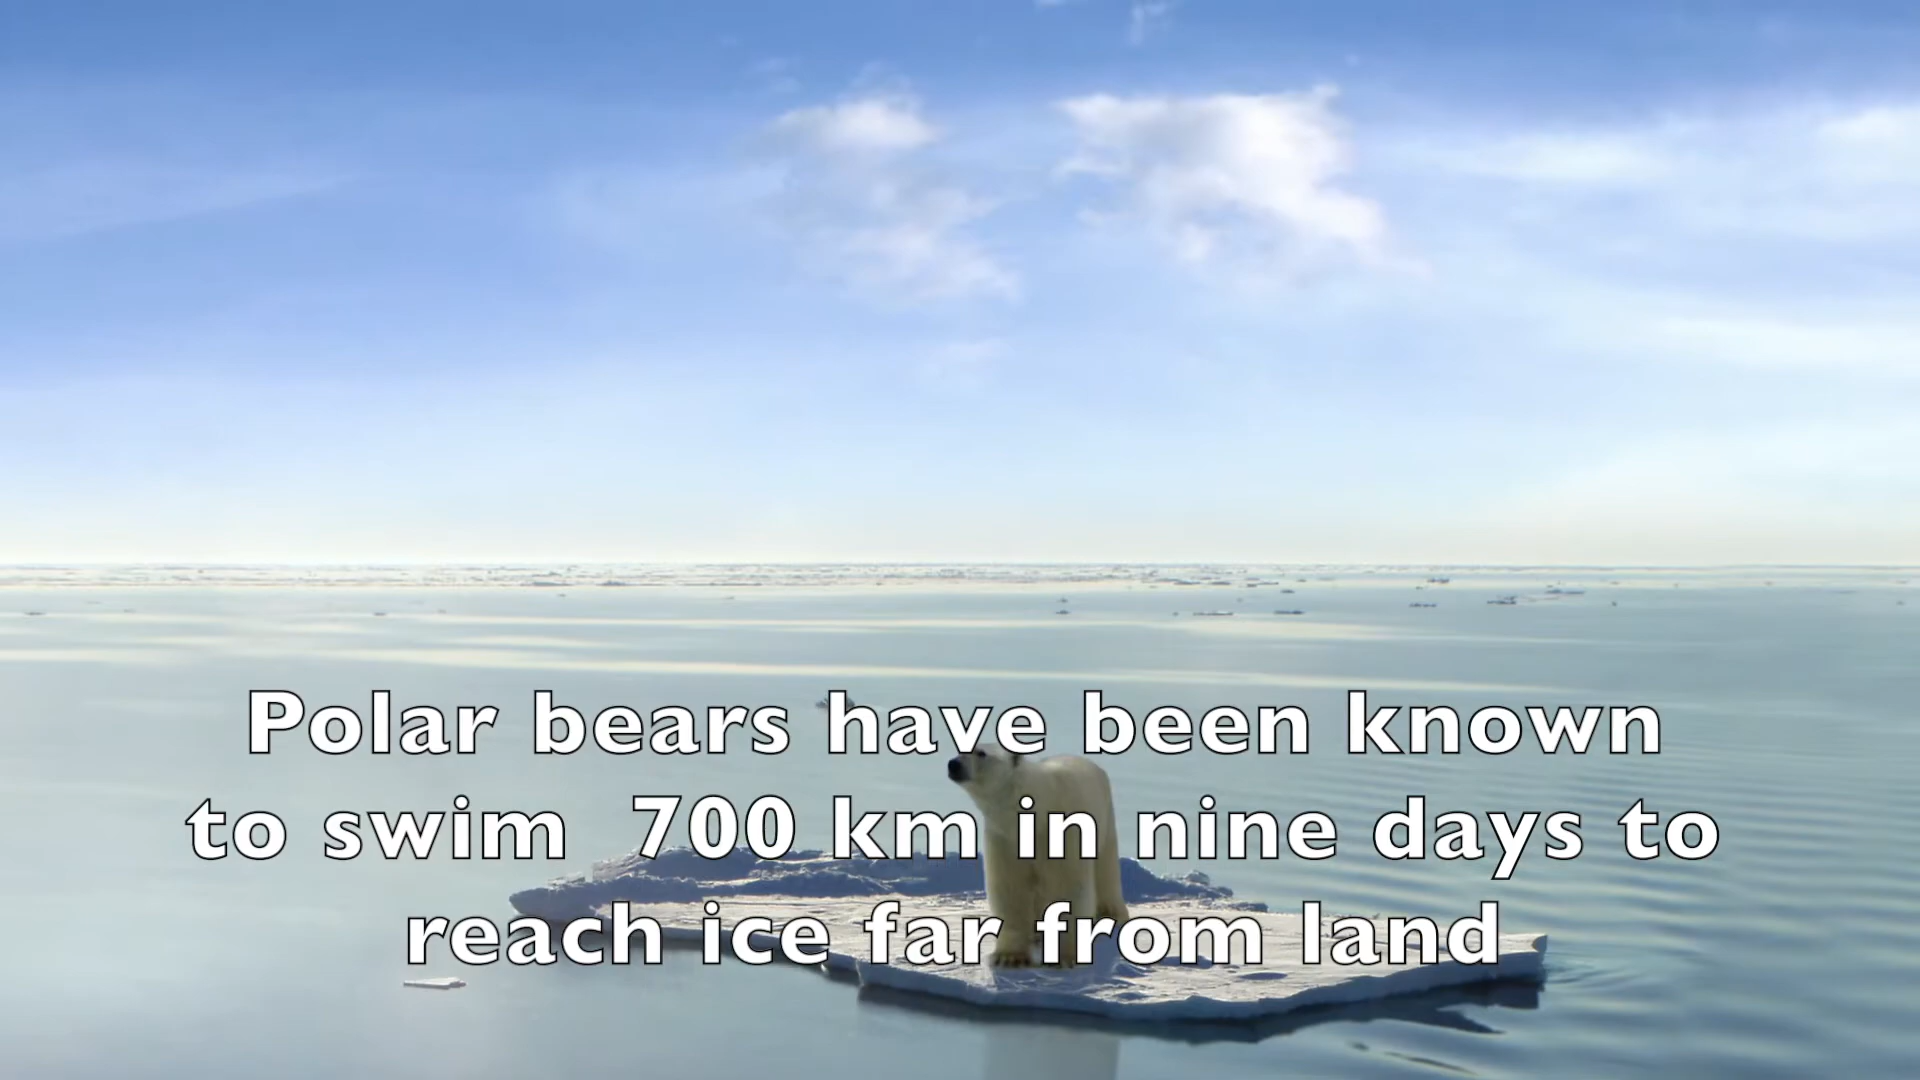 Polar bears have been known
to swim  700 km in nine days to
reach ice far from land